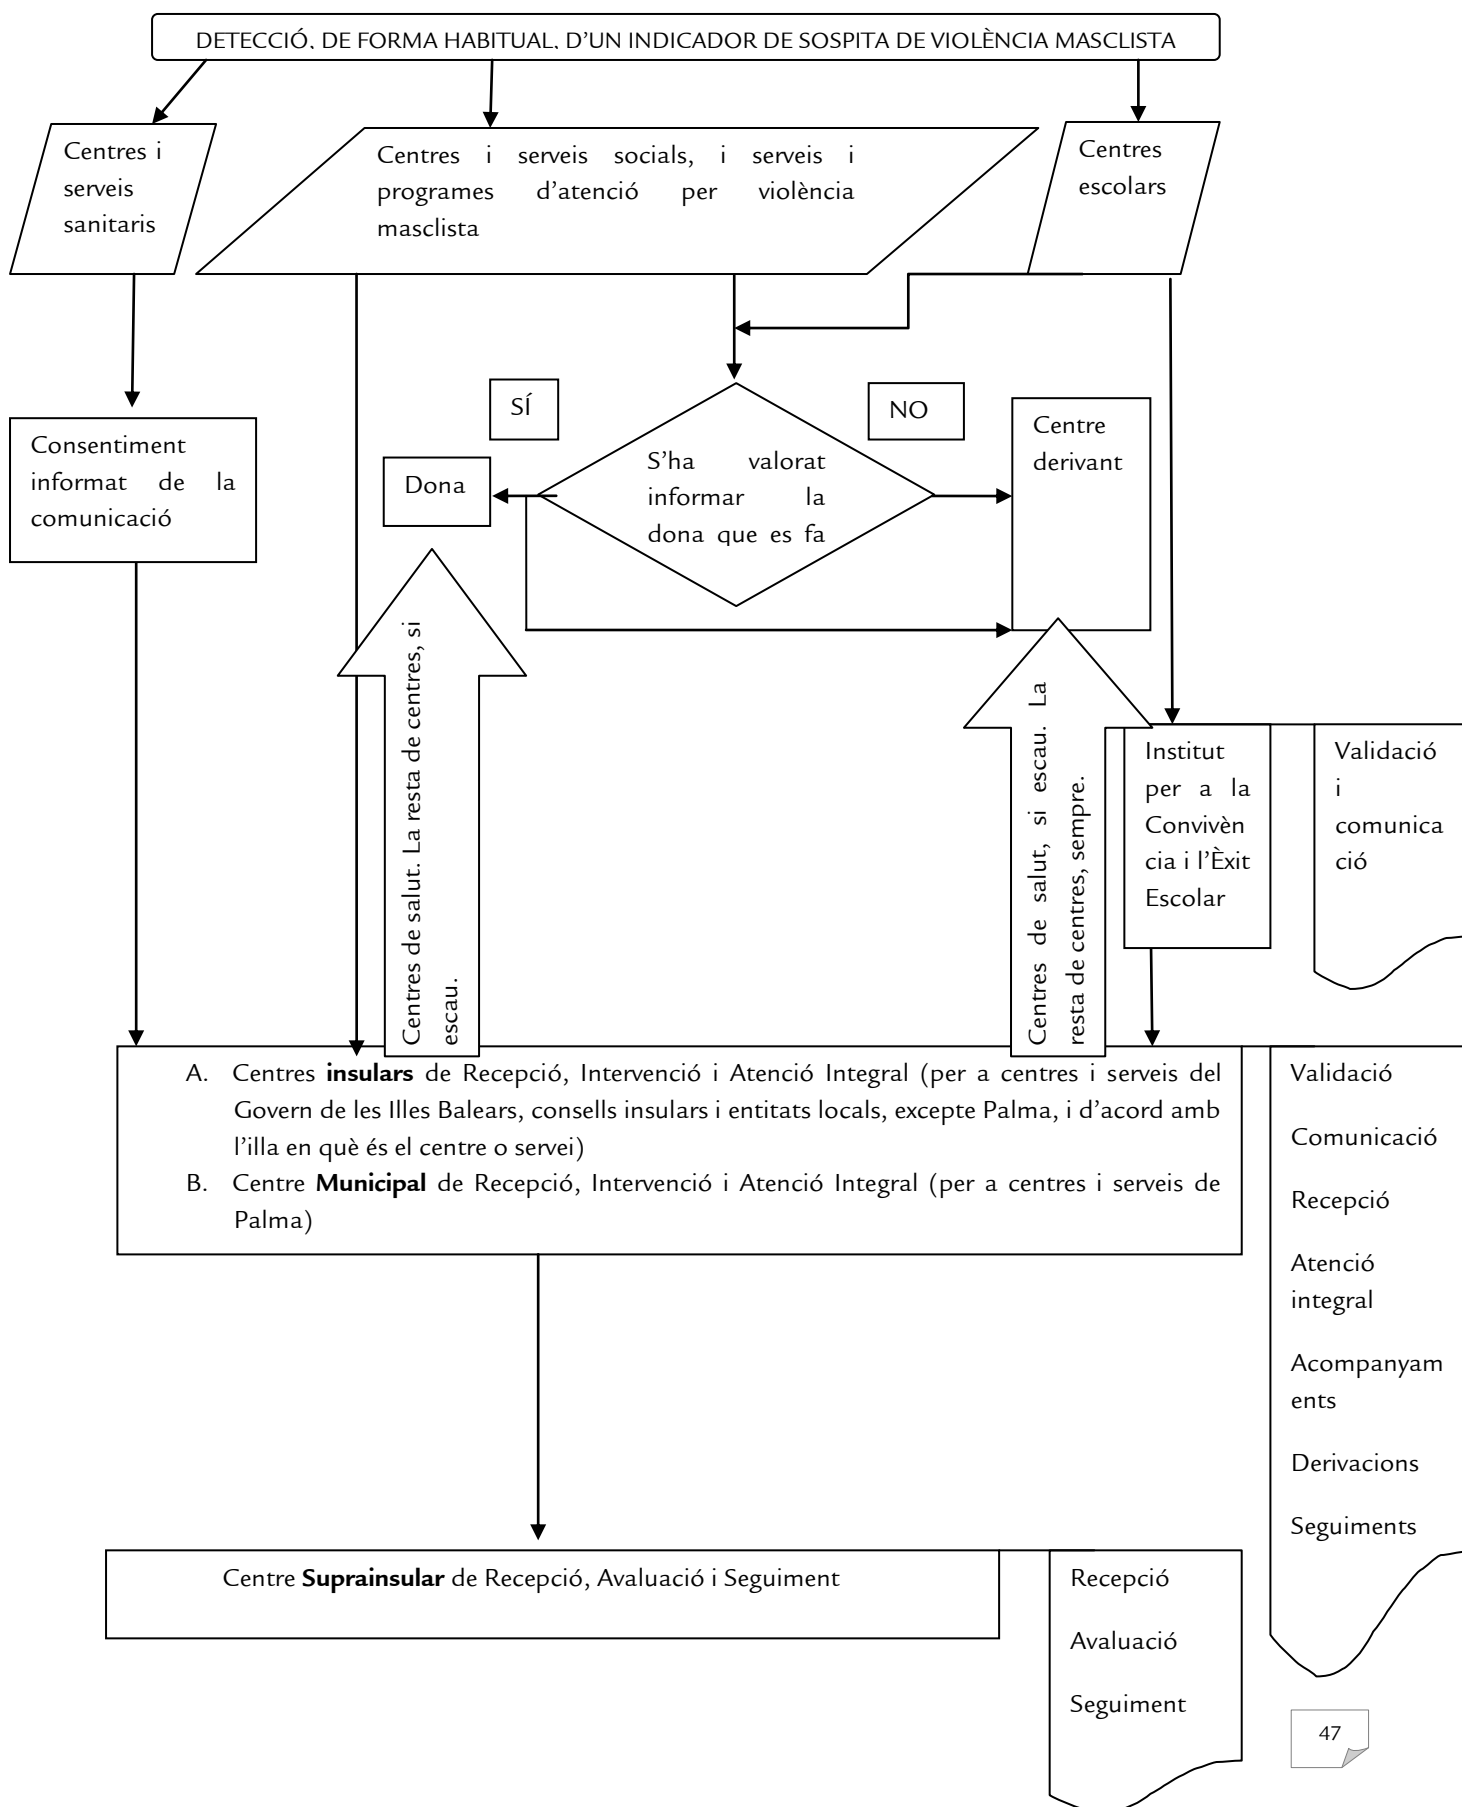 DETECCIÓ, DE FORMA HABITUAL, D’UN INDICADOR DE SOSPITA DE VIOLÈNCIA MASCLISTA
Centres i
serveis
sanitaris
Centres i serveis socials, i serveis i
programes d’atenció per violència
masclista
Centres
escolars
SÍ
NO
Consentiment
informat de la
comunicació
Dona
S’ha valorat
informar la
dona que es fa
Centre
derivant
Centres de salut. La resta de centres, si
escau.
Centres de salut, si escau. La
resta de centres, sempre.
Institut
per a la
Convivèn
cia i l’Èxit
Escolar
Validació
i
comunica
ció
A. Centres insulars de Recepció, Intervenció i Atenció Integral (per a centres i serveis del
Govern de les Illes Balears, consells insulars i entitats locals, excepte Palma, i d’acord amb
l’illa en què és el centre o servei)
B. Centre Municipal de Recepció, Intervenció i Atenció Integral (per a centres i serveis de
Palma)
Validació
Comunicació
Recepció
Atenció
integral
Acompanyam
ents
Derivacions
Seguiments
Centre Suprainsular de Recepció, Avaluació i Seguiment
Recepció
Avaluació
Seguiment
47